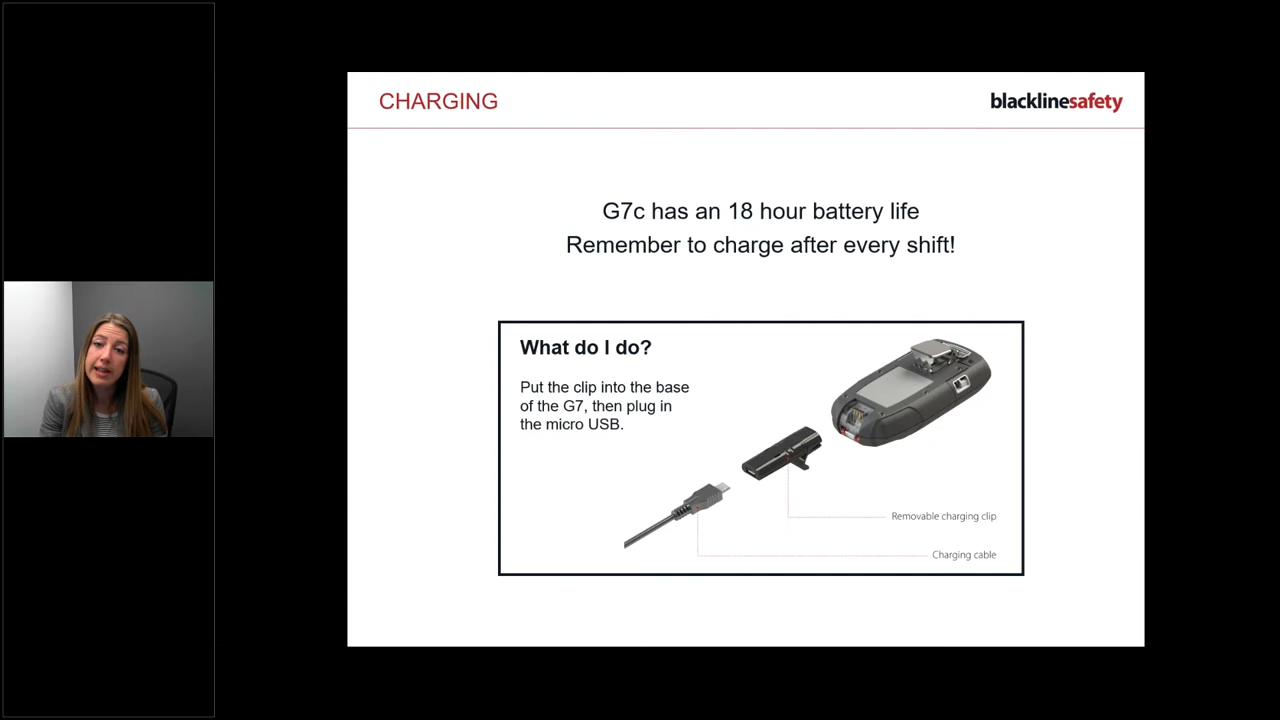 CHARGING
blacklinesafety
G7c has an 18 hour battery life
Remember to charge after every shift!
What do I do?
Put the clip into the base
of the G7, then plug in
the micro USB.
Removable charging clip
Charging cable